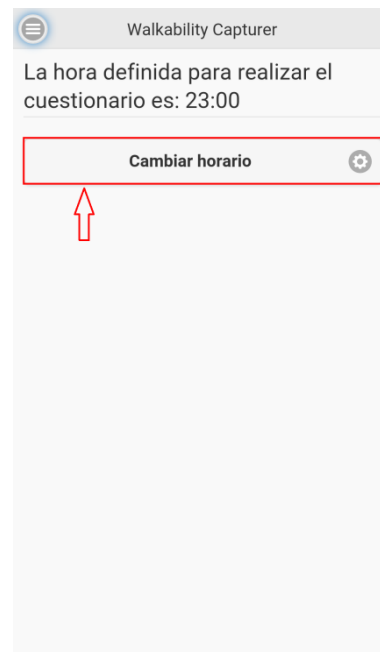 Walkability Capturer
La hora definida para realizar el
cuestionario es: 23:00
Cambiar horario